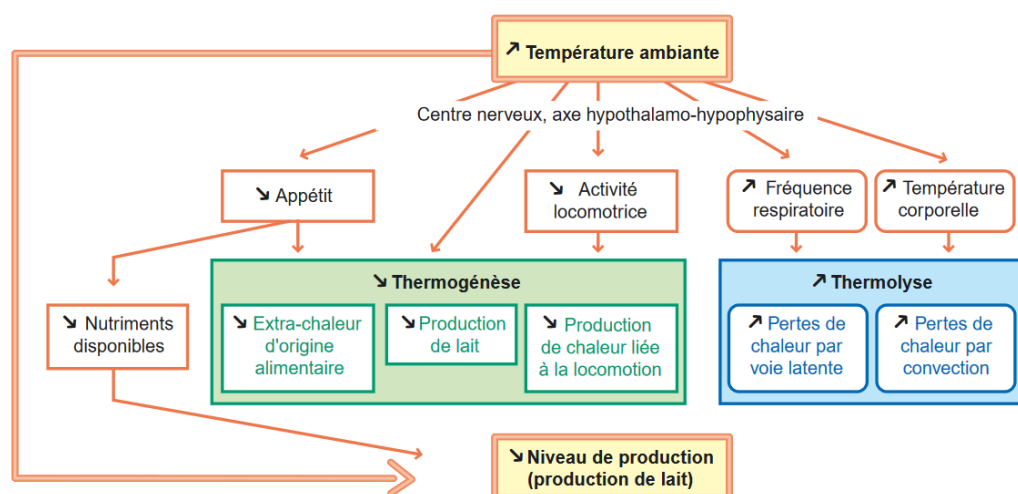 ↗ Température ambiante
Centre nerveux, axe hypothalamo-hypophysaire
↘ Appétit
↘ Activité
locomotrice
↗ Fréquence
respiratoire
↗ Température
corporelle
↘ Nutriments
disponibles
↘ Thermogénèse
↘ Extra-chaleur
d'origine
alimentaire
↘ Production
de lait
↘ Production
de chaleur liée
à la locomotion
↗ Thermolyse
↗ Pertes de
chaleur par
voie latente
↗ Pertes de
chaleur par
convection
↘ Niveau de production
(production de lait)